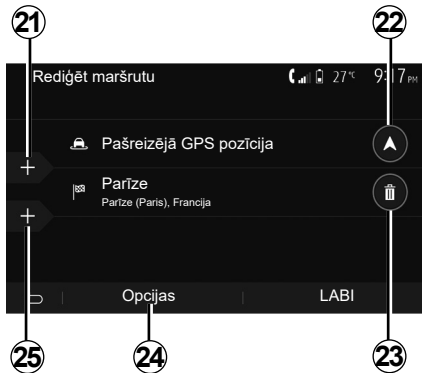 21
22
Rediģēt maršrutu 27°C 9:17 PM
Pašreizējā GPS pozīcija
Parīze
Parīze (Paris), Francija
Opcijas LABI
25
24
23